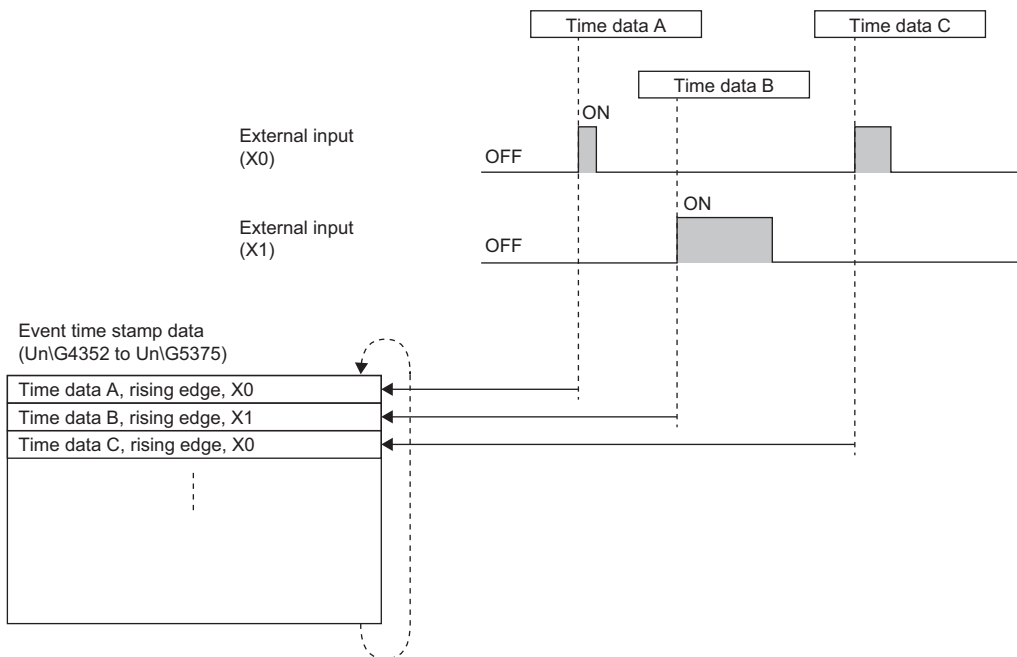 Time data A
Time data C
Time data B
ON
External input
(X0)
OFF
ON
External input
(X1)
OFF
Event time stamp data
(Un\G4352 to Un\G5375)
Time data A, rising edge, X0
Time data B, rising edge, X1
Time data C, rising edge, X0